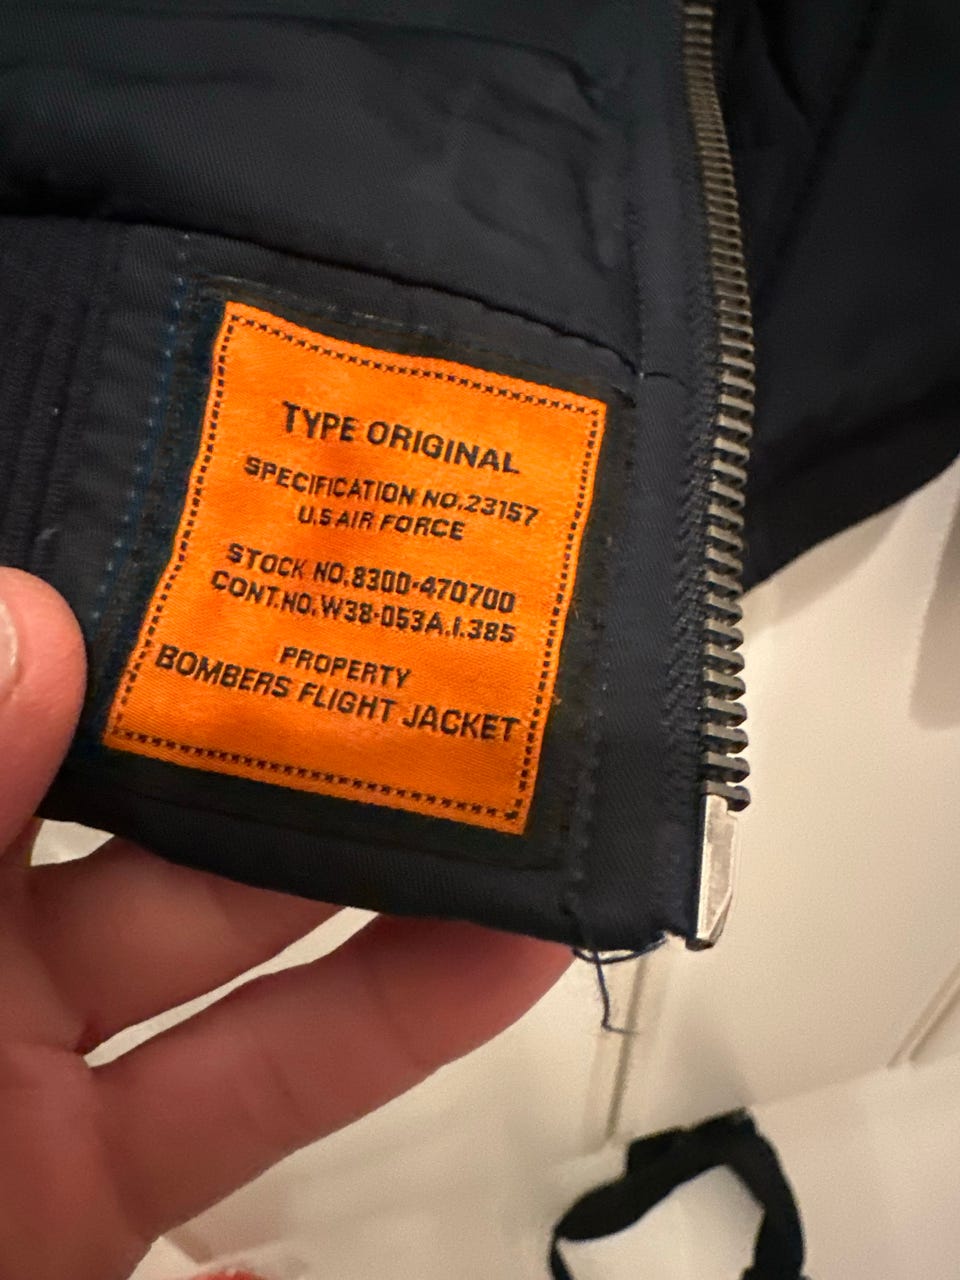 TYPE ORIGINAL
SPECIFICATION NO.23157
U.S AIR FORCE
STOCK NO.8300-470700
CONT.NO.W38-053A.I.385
PROPERTY
BOMBERS FLIGHT JACKET